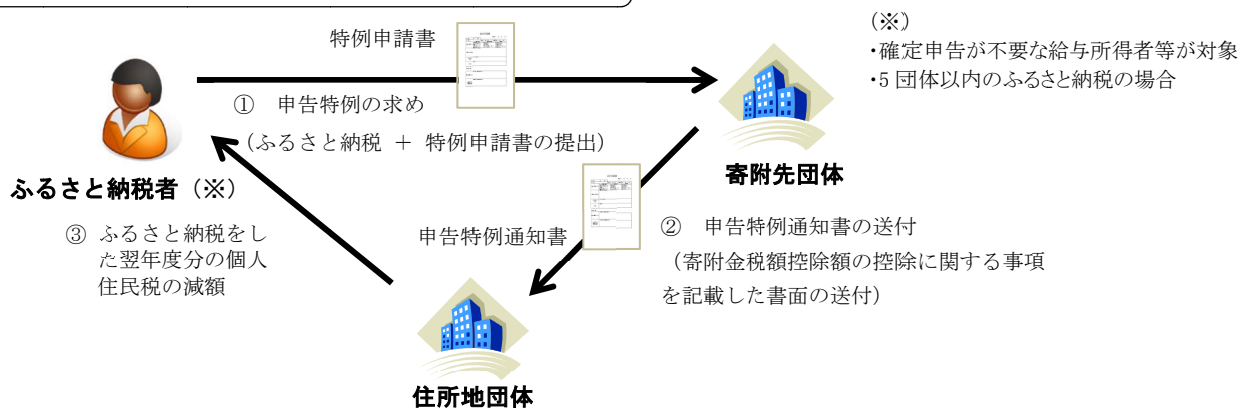 特例申請書
(※)
・確定申告が不要な給与所得者等が対象
・5 団体以内のふるさと納税の場合
① 申告特例の求め
(ふるさと納税 + 特例申請書の提出)
ふるさと納税者(※)
寄附先団体
③ ふるさと納税をし
た翌年度分の個人
住民税の減額
申告特例通知書
② 申告特例通知書の送付
(寄附金税額控除額の控除に関する事項
を記載した書面の送付)
住所地団体